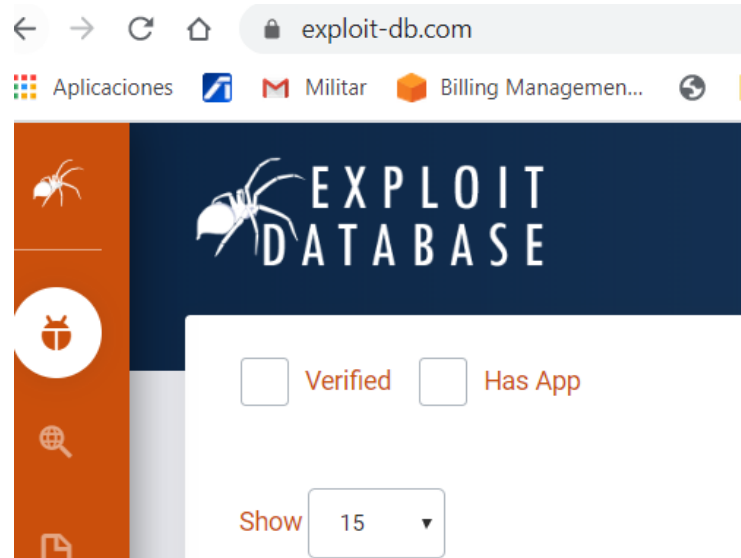 exploit-db.com
Aplicaciones Militar Billing Managemen...
EXPLOIT
DATABASE
Verified Has App
Show 15